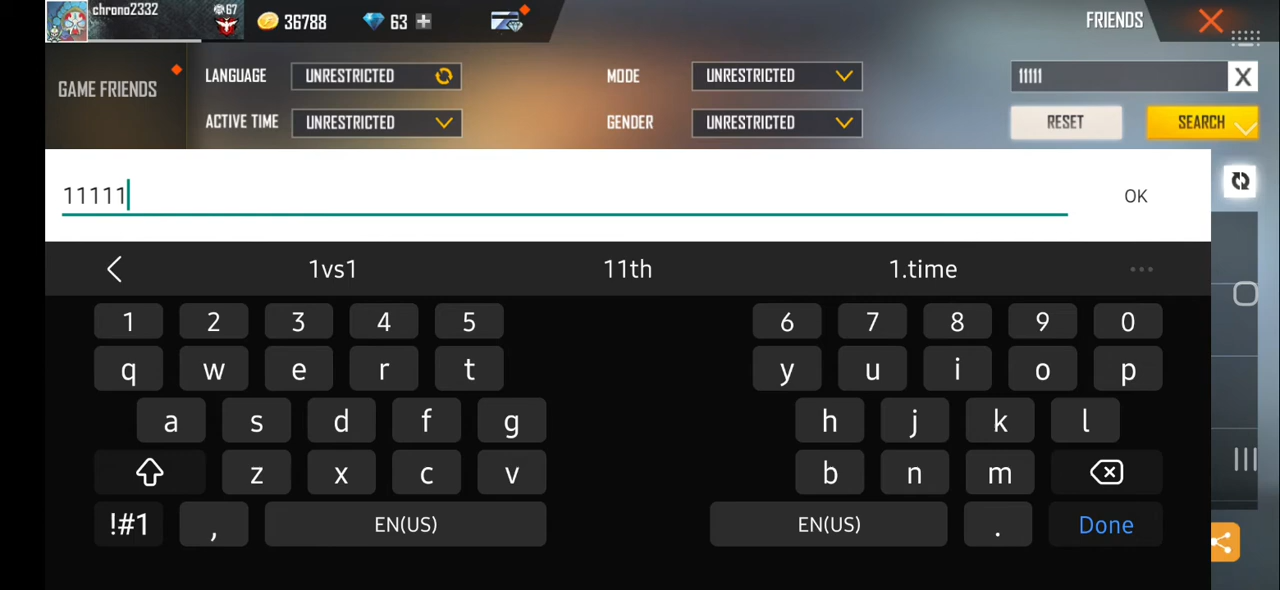 chrono2332
67
36788
63
FRIENDS
GAME FRIENDS
LANGUAGE UNRESTRICTED
MODE UNRESTRICTED
11111 X
ACTIVE TIME UNRESTRICTED
GENDER UNRESTRICTED
RESET SEARCH
11111
OK
1vs1 11th 1.time ...
1 2 3 4 5 6 7 8 9 0
q w e r t y u i o p
a s d f g h j k l
z x c v b n m
!#1 , EN(US) EN(US) . Done